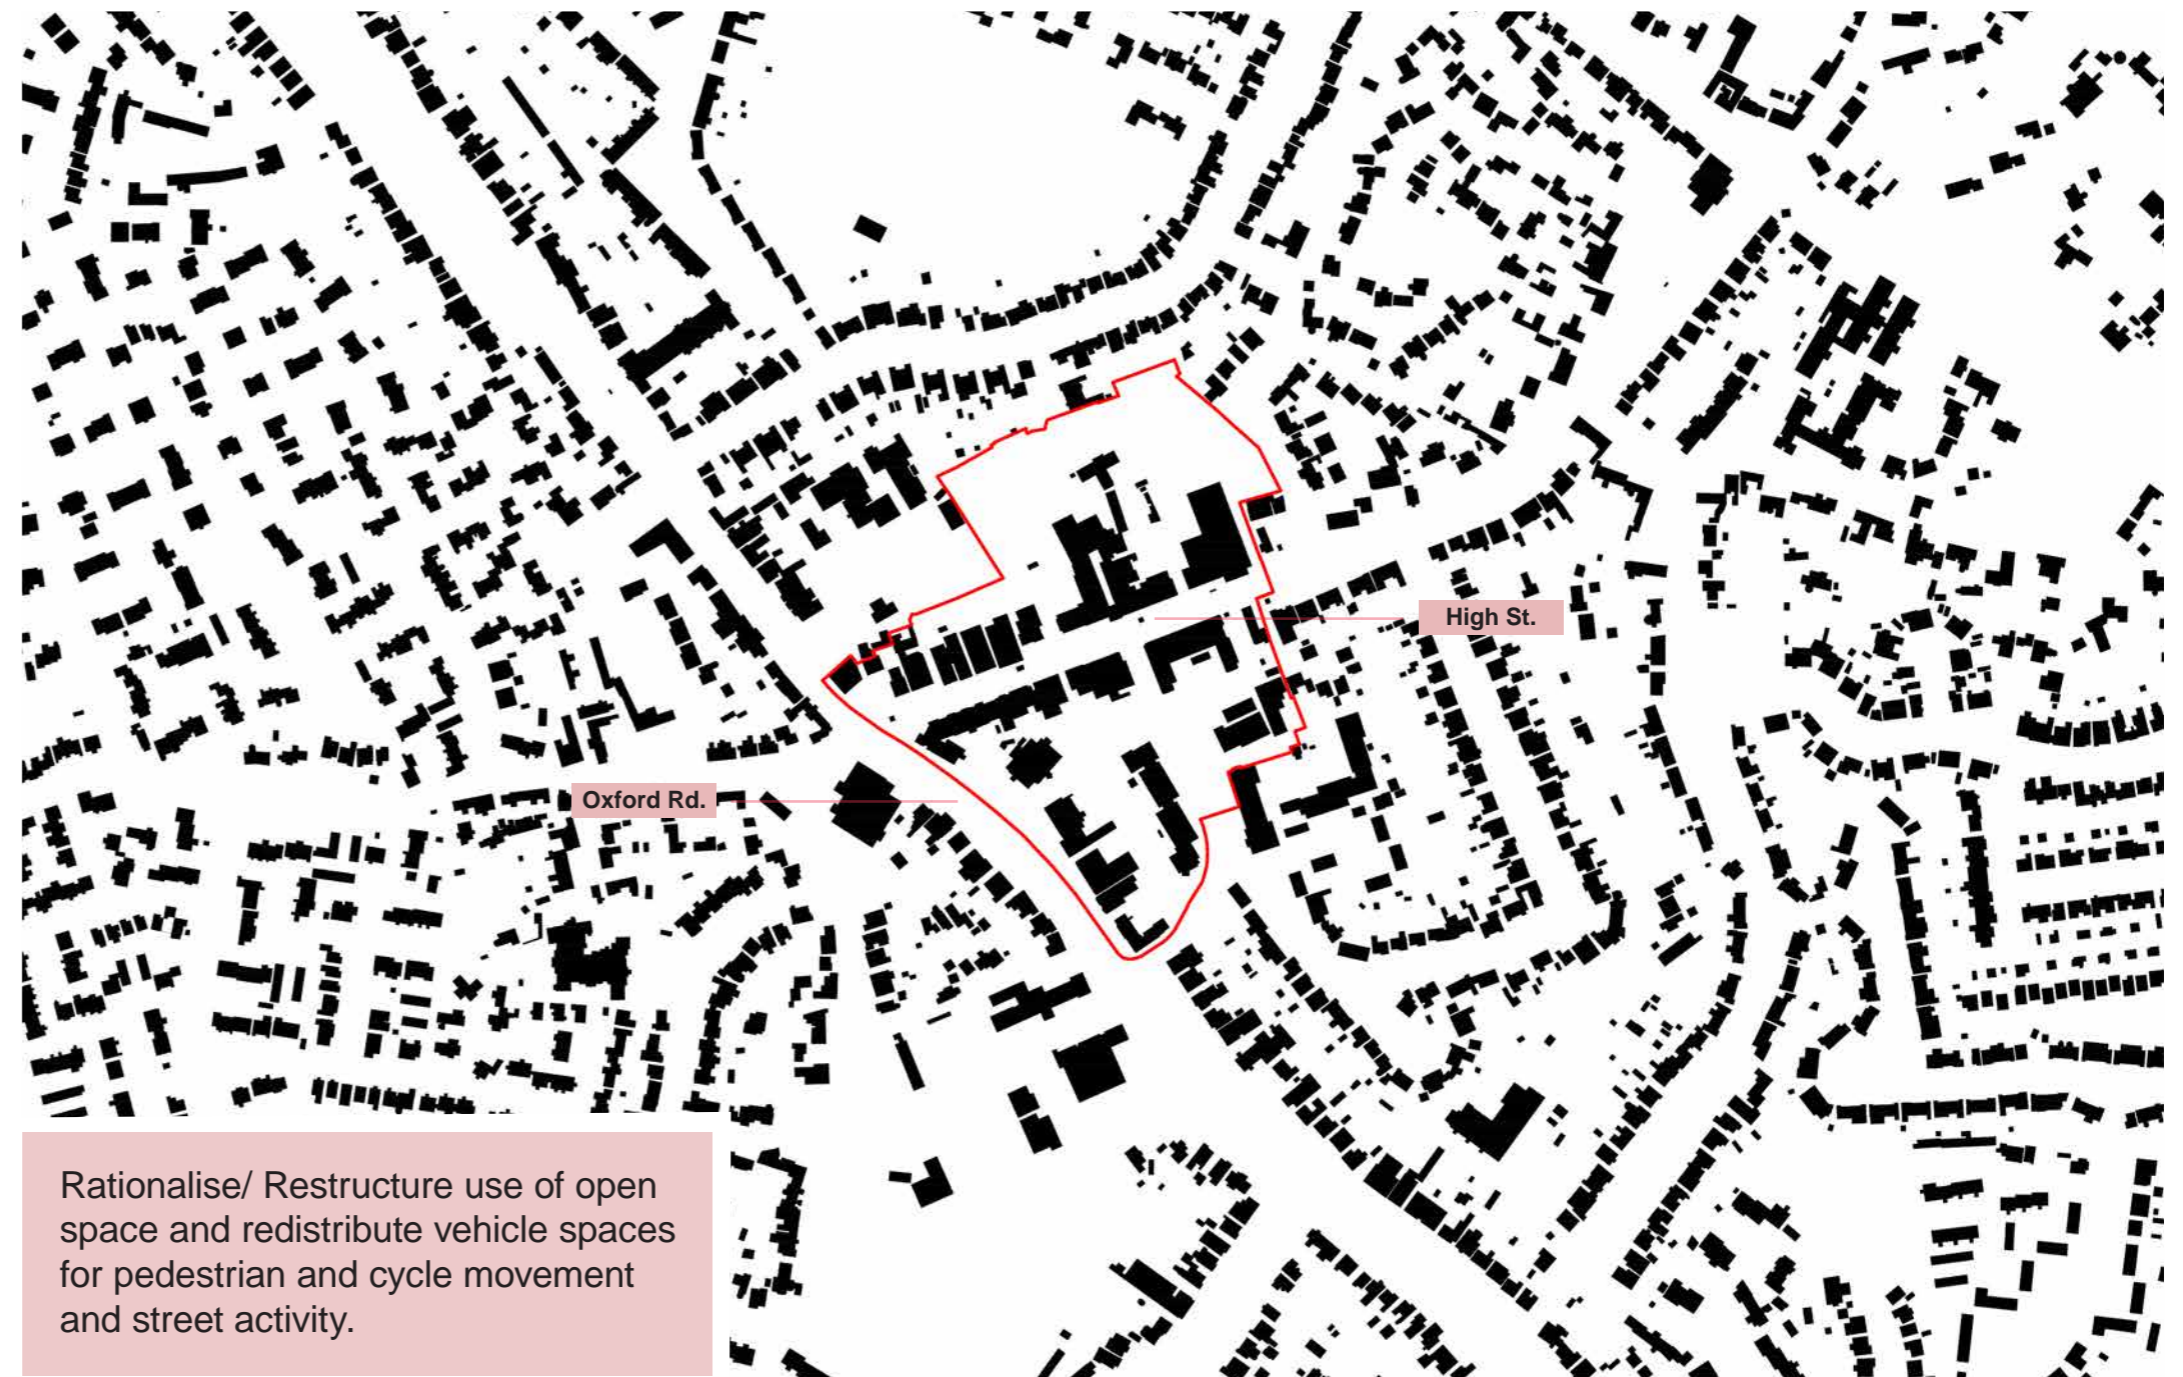 High St.
Oxford Rd.
Rationalise/ Restructure use of open
space and redistribute vehicle spaces
for pedestrian and cycle movement
and street activity.